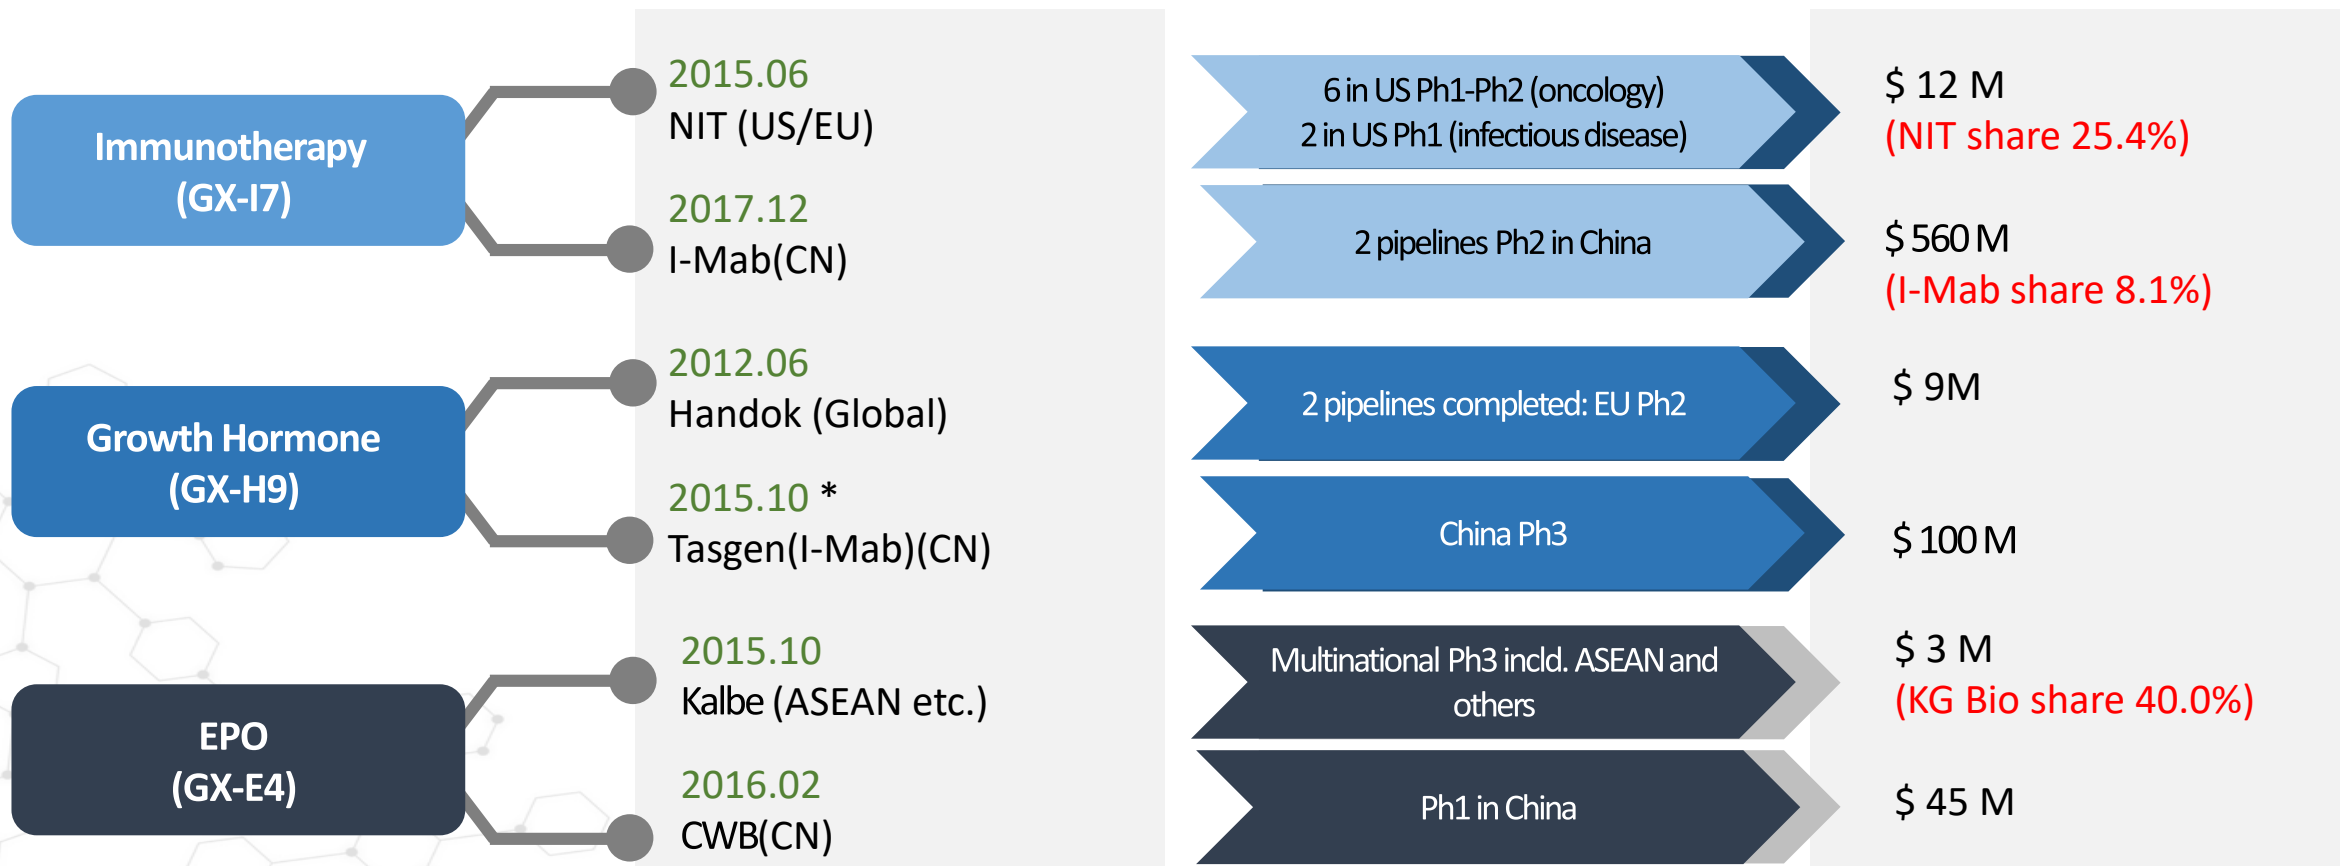 Immunotherapy
(GX-I7)
2015.06
NIT (US/EU)
6 in US Ph1-Ph2 (oncology)
2 in US Ph1 (infectious disease)
$ 12 M
(NIT share 25.4%)
2017.12
I-Mab(CN)
2 pipelines Ph2 in China
$ 560 M
(I-Mab share 8.1%)
Growth Hormone
(GX-H9)
2012.06
Handok (Global)
2 pipelines completed: EU Ph2
$ 9M
2015.10 *
Tasgen(I-Mab)(CN)
China Ph3
$ 100 M
EPO
(GX-E4)
2015.10
Kalbe (ASEAN etc.)
Multinational Ph3 incld. ASEAN and
others
$ 3 M
(KG Bio share 40.0%)
2016.02
CWB(CN)
Ph1 in China
$ 45 M